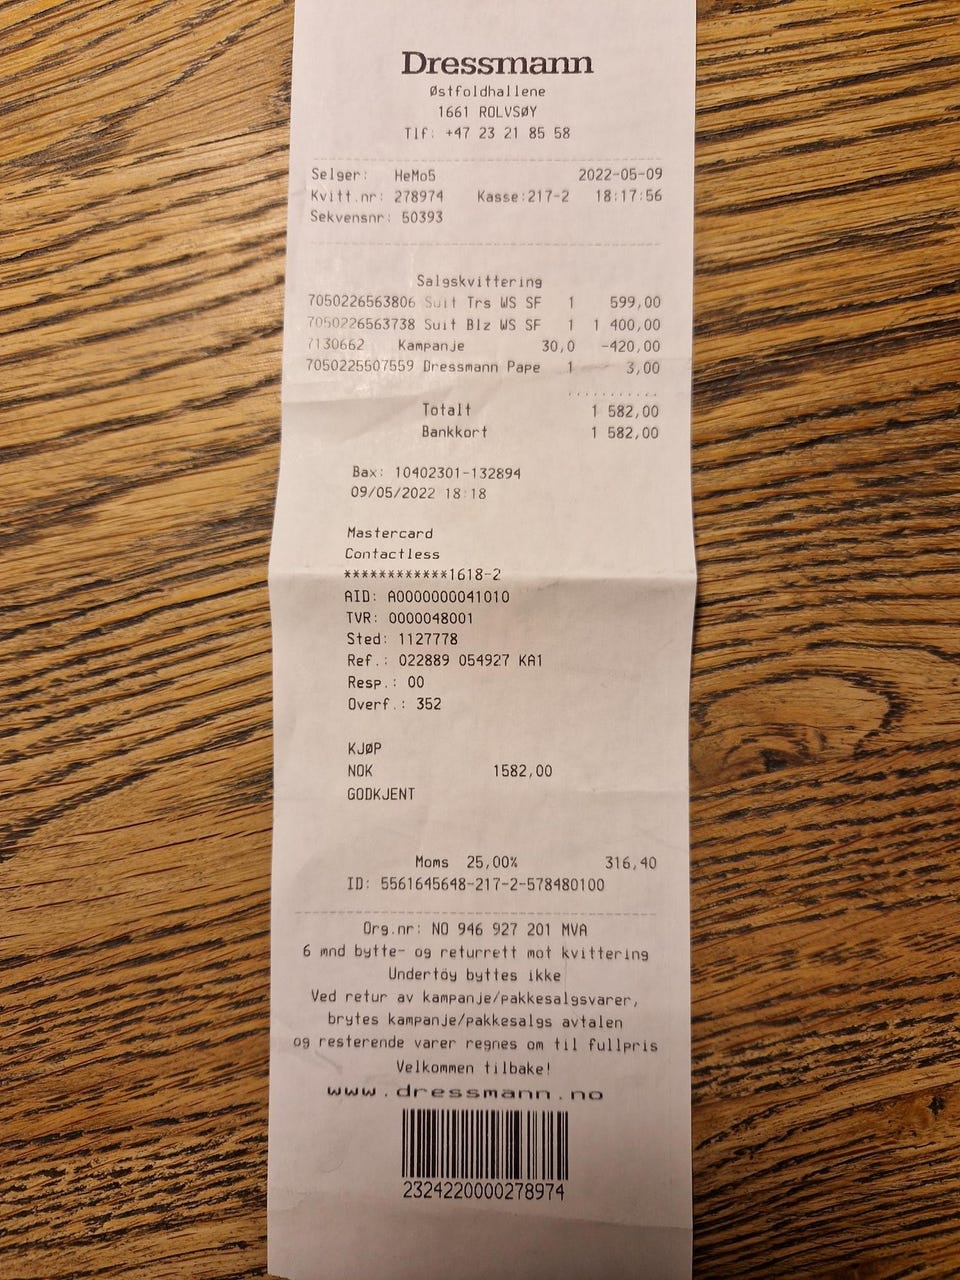 Dressmann
Østfoldhallene
1661 ROLVSØY
Tlf: +47 23 21 85 58
Selger: HeMo5 2022-05-09
Kvitt.nr: 278974 Kasse:217-2 18:17:56
Sekvensnr: 50393
Salgskvittering
7050226563806 Suit Trs WS SF 1 599,00
7050226563738 Suit Blz WS SF 1 1 400,00
7130662 Kampanje 30,0 -420,00
7050225507559 Dressmann Pape 1 3,00
Totalt 1 582,00
Bankkort 1 582,00
Bax: 10402301-132894
09/05/2022 18:18
Mastercard
Contactless
************1618-2
AID: A0000000041010
TVR: 0000048001
Sted: 1127778
Ref.: 022889 054927 KA1
Resp.: 00
Overf.: 352
KJØP
NOK 1582,00
GODKJENT
Moms 25,00% 316,40
ID: 5561645648-217-2-578480100
Org.nr: NO 946 927 201 MVA
6 mnd bytte- og returrett mot kvittering
Undertöy byttes ikke
Ved retur av kampanje/pakkesalgsvarer,
brytes kampanje/pakkesalgs avtalen
og resterende varer regnes om til fullpris
Velkommen tilbake!
www.dressmann.no
2324220000278974